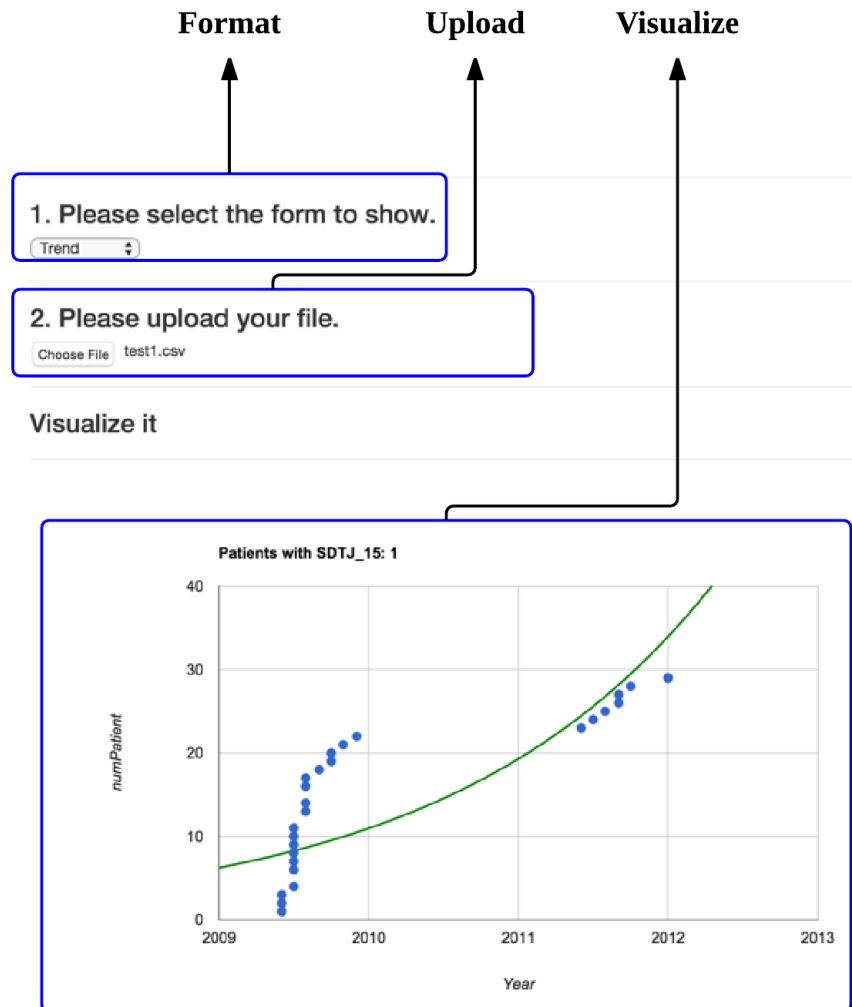 Format Upload Visualize
1. Please select the form to show.
Trend
2. Please upload your file.
Choose File test1.csv
Visualize it
Patients with SDTJ_15: 1
40
30
20
10
0
numPatient
2009 2010 2011 2012 2013
Year